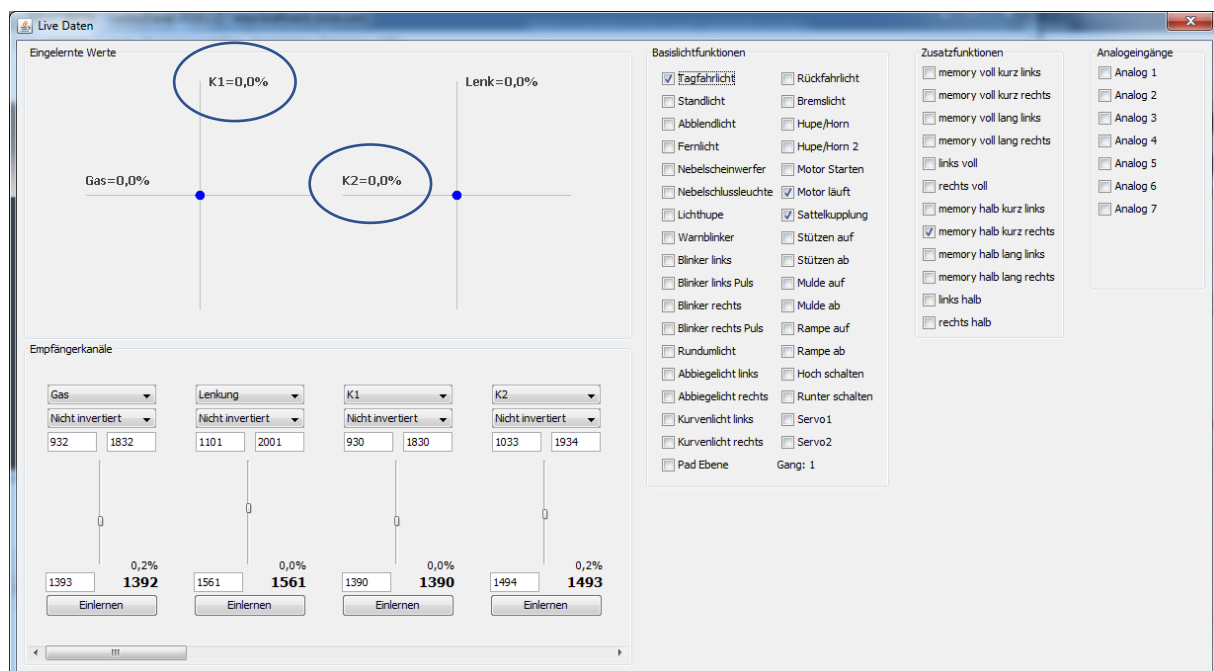 Live Daten
Eingelernte Werte
K1=0,0%
Lenk=0,0%
Gas=0,0%
K2=0,0%
Empfängerkanäle
Gas Lenkung K1 K2
Nicht invertiert Nicht invertiert Nicht invertiert Nicht invertiert
932 1832 1101 2001 930 1830 1033 1934
0,2% 0,0% 0,0% 0,2%
1393 1392 1561 1561 1390 1390 1494 1493
Einlernen Einlernen Einlernen Einlernen
Basislichtfunktionen
Tagfahrlicht Rückfahrlicht
Standlicht Bremslicht
Abblendlicht Hupe/Horn
Fernlicht Hupe/Horn 2
Nebelscheinwerfer Motor Starten
Nebelschlussleuchte Motor läuft
Lichthupe Sattelkupplung
Warnblinker Stützen auf
Blinker links Stützen ab
Blinker links Puls Mulde auf
Blinker rechts Mulde ab
Blinker rechts Puls Rampe auf
Rundumlicht Rampe ab
Abbiegelicht links Hoch schalten
Abbiegelicht rechts Runter schalten
Kurvenlicht links Servo1
Kurvenlicht rechts Servo2
Pad Ebene Gang: 1
Zusatzfunktionen
memory voll kurz links
memory voll kurz rechts
memory voll lang links
memory voll lang rechts
links voll
rechts voll
memory halb kurz links
memory halb kurz rechts
memory halb lang links
memory halb lang rechts
links halb
rechts halb
Analogeingänge
Analog 1
Analog 2
Analog 3
Analog 4
Analog 5
Analog 6
Analog 7